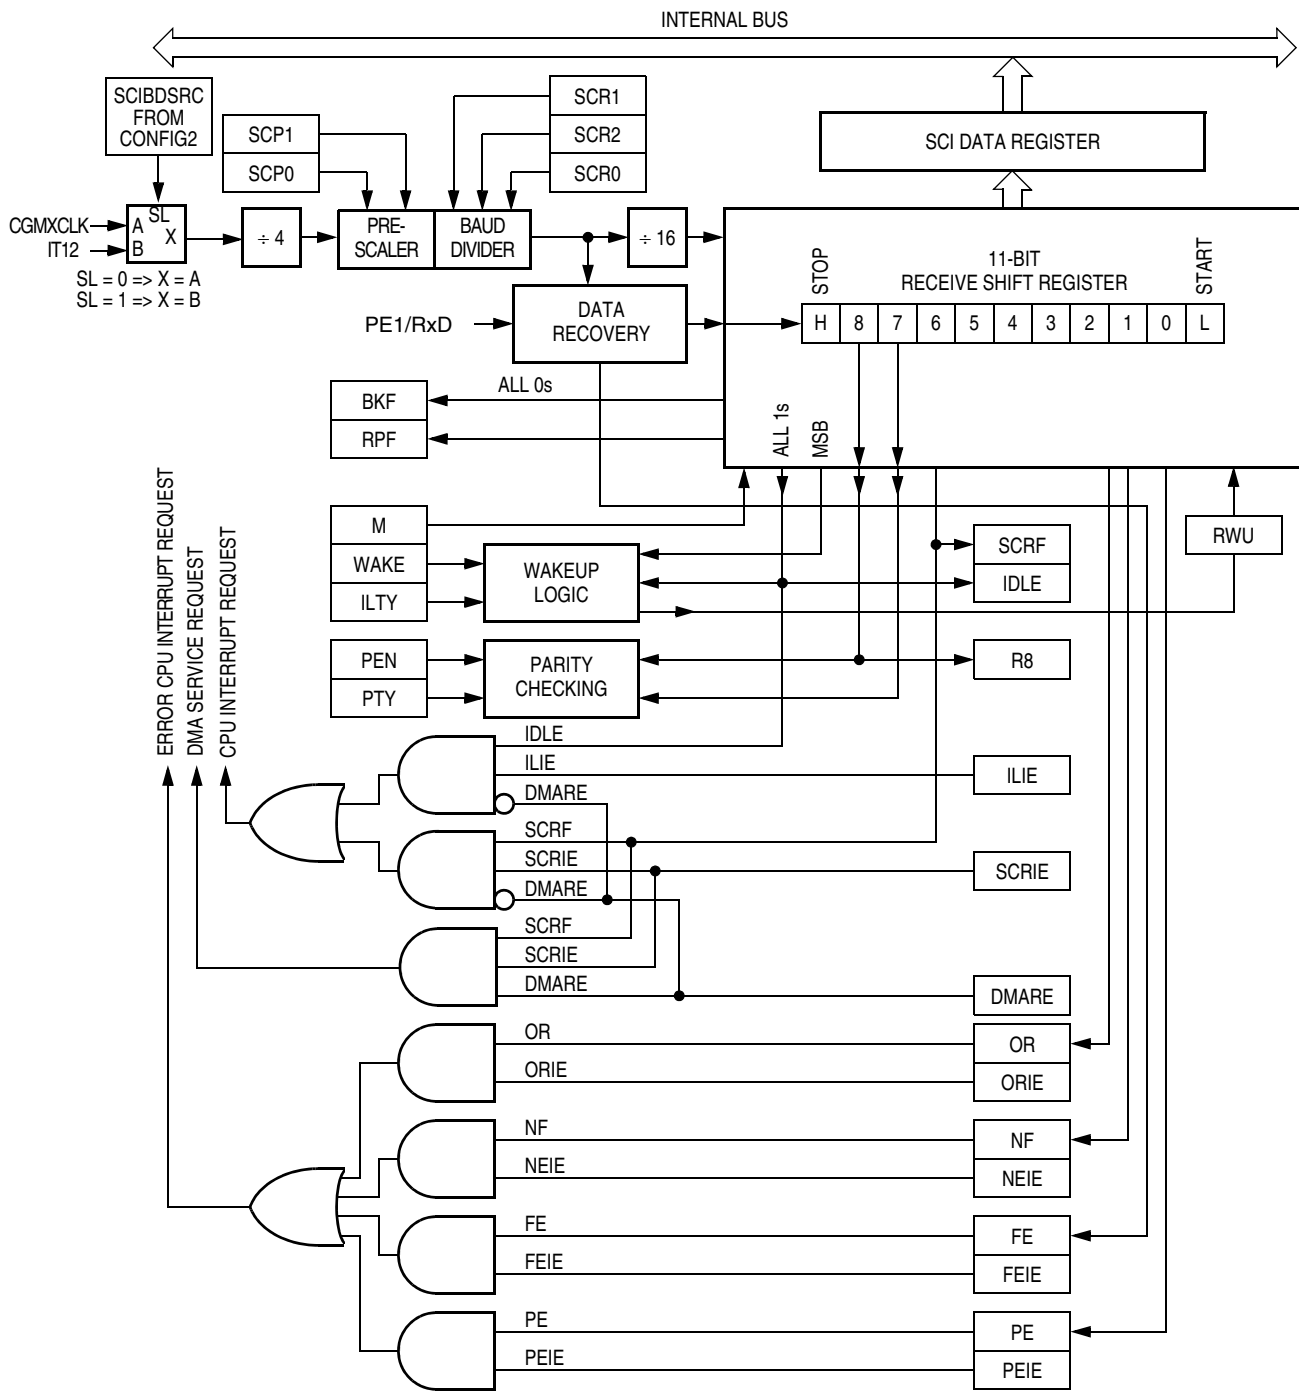 INTERNAL BUS
SCIBDSRC
FROM
CONFIG2
SCP1
SCP0
SCR1
SCR2
SCR0
SCI DATA REGISTER
CGMXCLK
IT12
SL
A
X
B
SL = 0 => X = A
SL = 1 => X = B
÷ 4
PRE-
SCALER
BAUD
DIVIDER
÷ 16
STOP
11-BIT
RECEIVE SHIFT REGISTER
START
H 8 7 6 5 4 3 2 1 0 L
PE1/RxD
DATA
RECOVERY
ALL 0s
BKF
RPF
ALL 1s
MSB
M
WAKE
ILTY
WAKEUP
LOGIC
SCRF
IDLE
RWU
PEN
PTY
PARITY
CHECKING
R8
ERROR CPU INTERRUPT REQUEST
DMA SERVICE REQUEST
CPU INTERRUPT REQUEST
IDLE
ILIE
ILIE
DMARE
SCRF
SCRIE
SCRIE
DMARE
SCRF
SCRIE
DMARE
DMARE
OR
OR
ORIE
ORIE
NF
NF
NEIE
NEIE
FE
FE
FEIE
FEIE
PE
PE
PEIE
PEIE